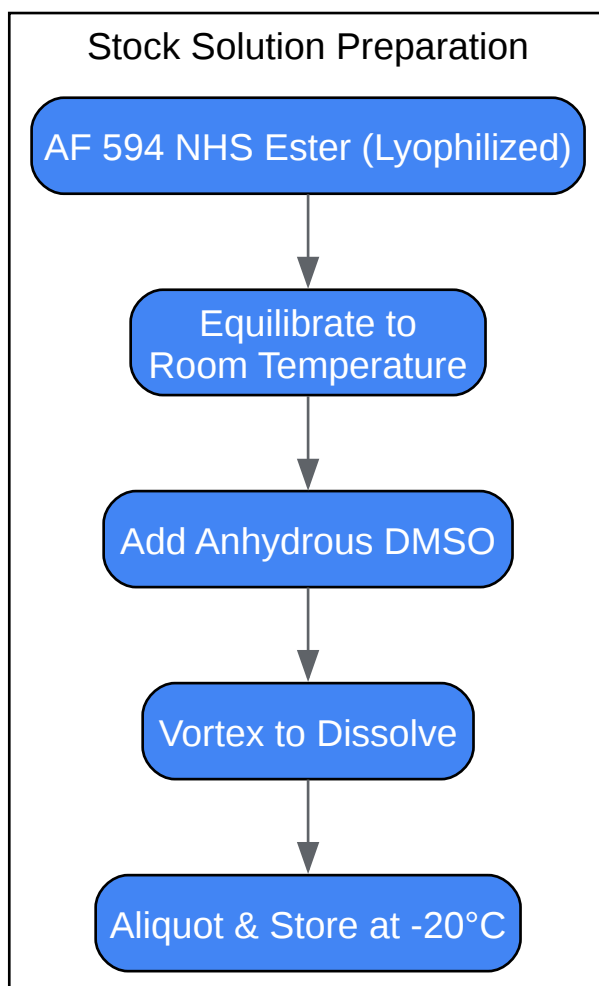 Stock Solution Preparation
AF 594 NHS Ester (Lyophilized)
Equilibrate to
Room Temperature
Add Anhydrous DMSO
Vortex to Dissolve
Aliquot & Store at -20°C